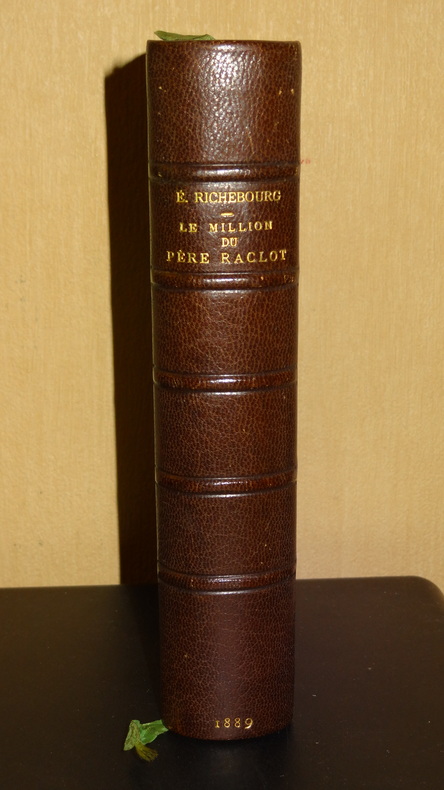 É. RICHEBOURG
LE MILLION
DU
PÈRE RACLOT
1889